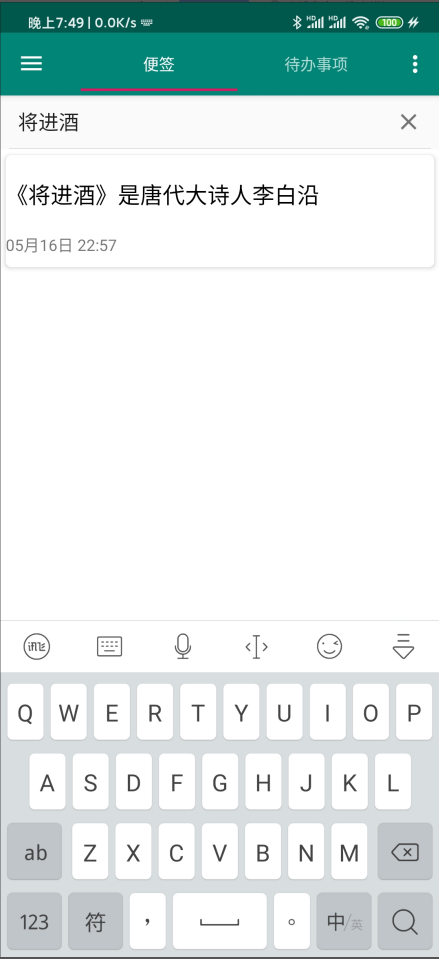 晚上7:49 | 0.0K/s
HD HD 100
便签 待办事项
将进酒
《将进酒》是唐代大诗人李白沿
05月16日 22:57
Q W E R T Y U I O P
A S D F G H J K L
ab Z X C V B N M
123 符 ， 。 中/英